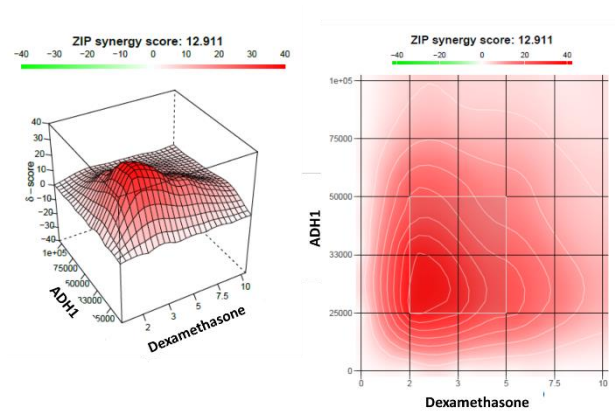 ZIP synergy score: 12.911
−40 −30 −20 −10 0 10 20 30 40
40
30
20
10
0
−10
−20
−30
−40
δ − score
1e+05
75000
50000
33000
25000
ADH1
2 3 5 7.5 10
Dexamethasone
ZIP synergy score: 12.911
−40 −20 0 20 40
1e+05
75000
50000
33000
25000
0
ADH1
0 2 3 5 7.5 10
Dexamethasone